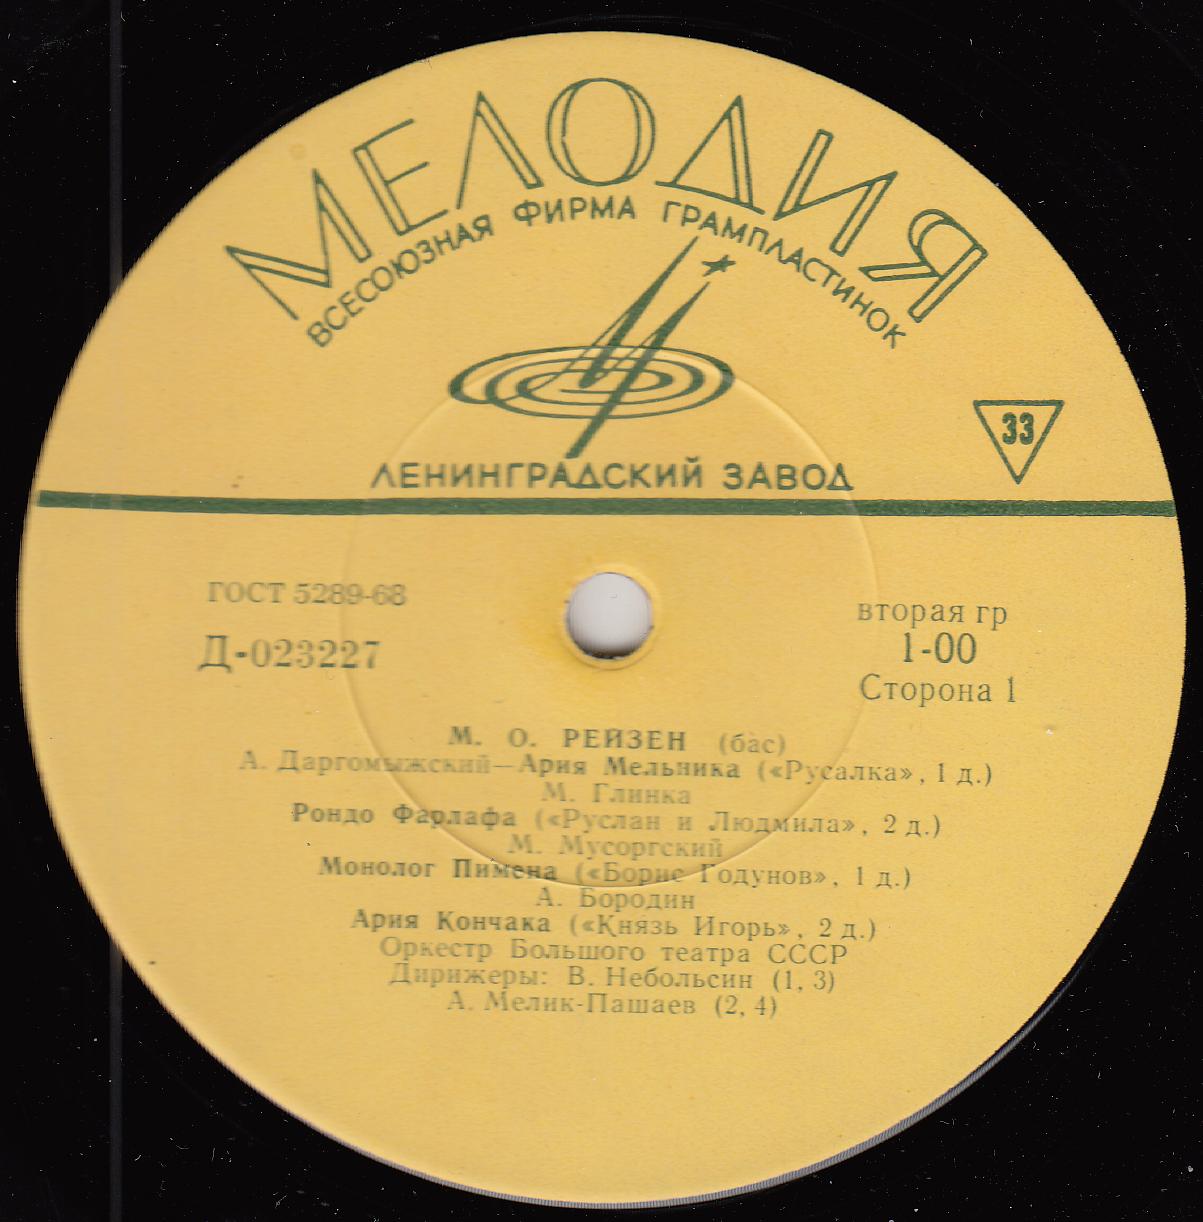 МЕЛОДИЯ
ВСЕСОЮЗНАЯ ФИРМА ГРАМПЛАСТИНОК
33
ЛЕНИНГРАДСКИЙ ЗАВОД
ГОСТ 5289-68
Д-023227
вторая гр
1-00
Сторона 1
М. О. РЕЙЗЕН (бас)
А. Даргомыжский—Ария Мельника («Русалка», 1 д.)
М. Глинка
Рондо Фарлафа («Руслан и Людмила», 2 д.)
М. Мусоргский
Монолог Пимена («Борис Годунов», 1 д.)
А. Бородин
Ария Кончака («Князь Игорь», 2 д.)
Оркестр Большого театра СССР
Дирижеры: В. Небольсин (1, 3)
А. Мелик-Пашаев (2, 4)